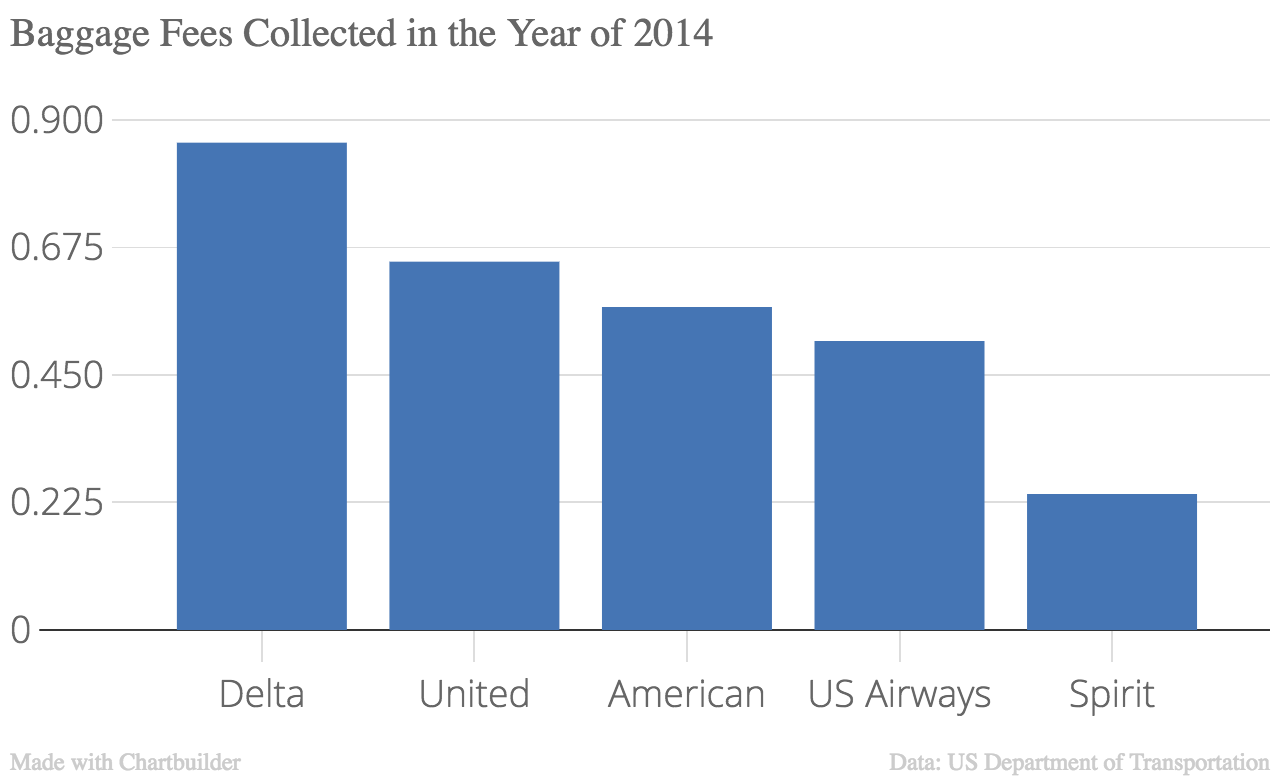 Baggage Fees Collected in the Year of 2014
0.900
0.675
0.450
0.225
0
Delta United American US Airways Spirit
Made with Chartbuilder Data: US Department of Transportation